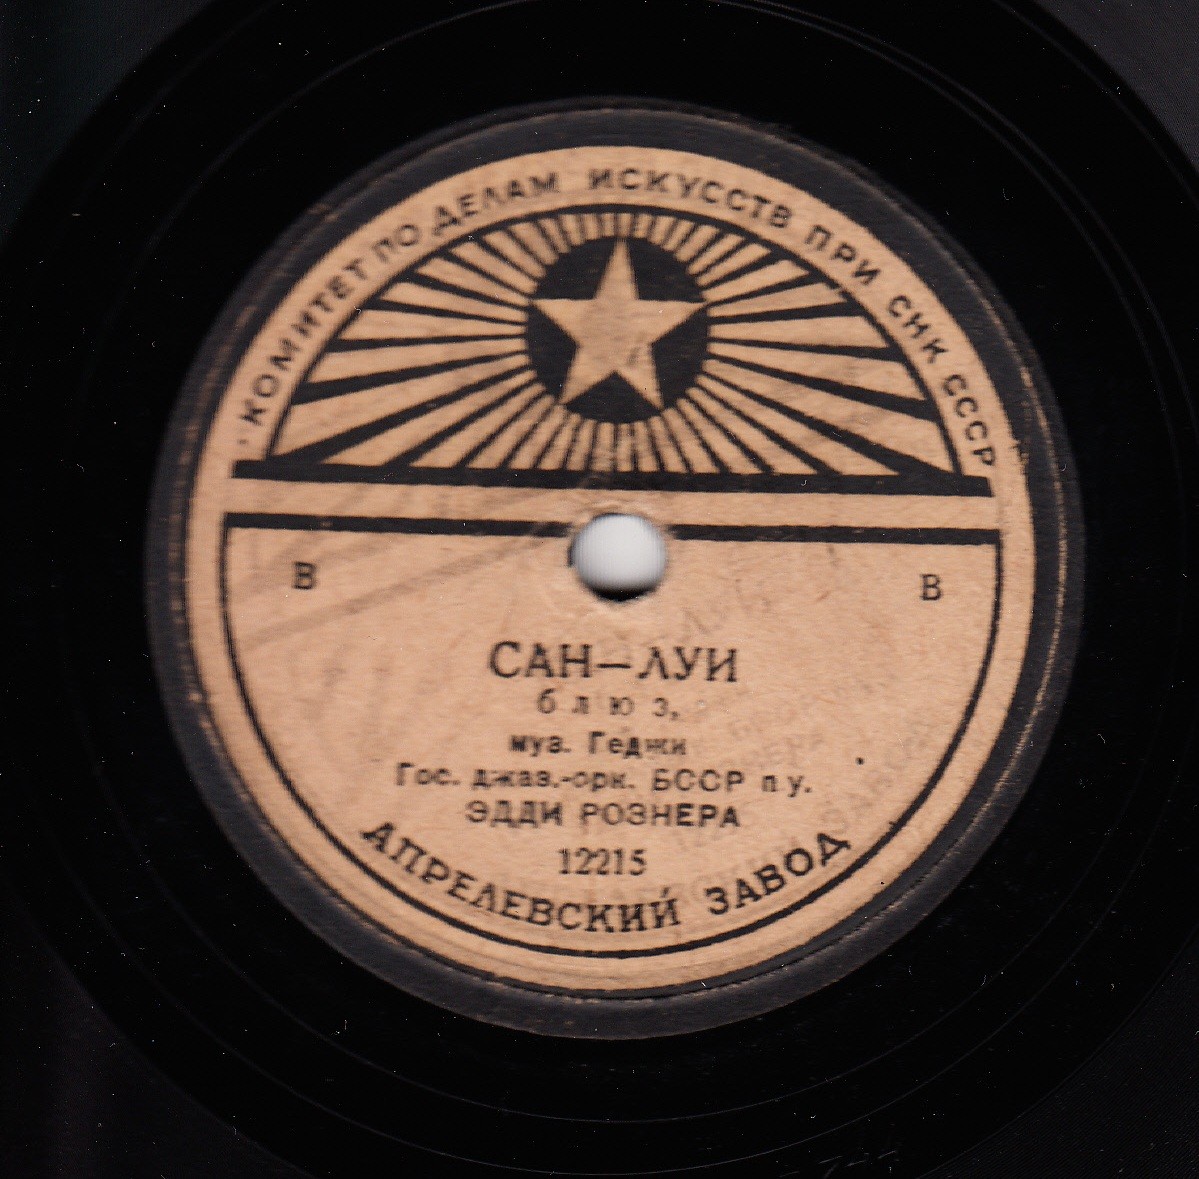 КОМИТЕТ ПО ДЕЛАМ ИСКУССТВ ПРИ СНК СССР
В В
САН—ЛУИ
блюз,
муз. Геджи
Гос. джаз.-орк. БССР п.у.
ЭДДИ РОЗНЕРА
12215
АПРЕЛЕВСКИЙ ЗАВОД